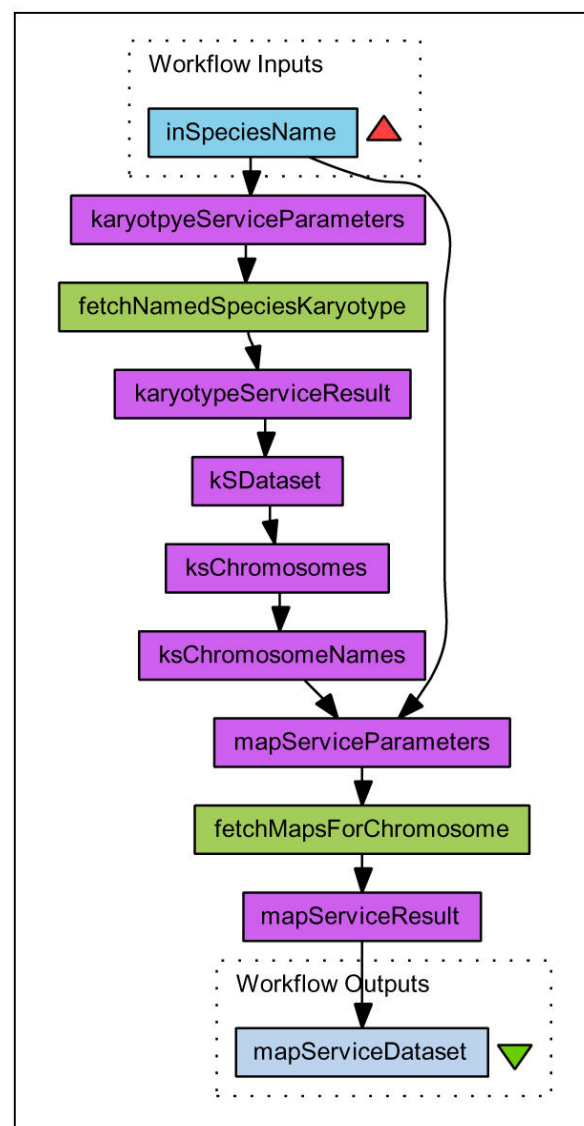 Workflow Inputs
inSpeciesName
karyotpyeServiceParameters
fetchNamedSpeciesKaryotype
karyotypeServiceResult
kSDataset
ksChromosomes
ksChromosomeNames
mapServiceParameters
fetchMapsForChromosome
mapServiceResult
Workflow Outputs
mapServiceDataset